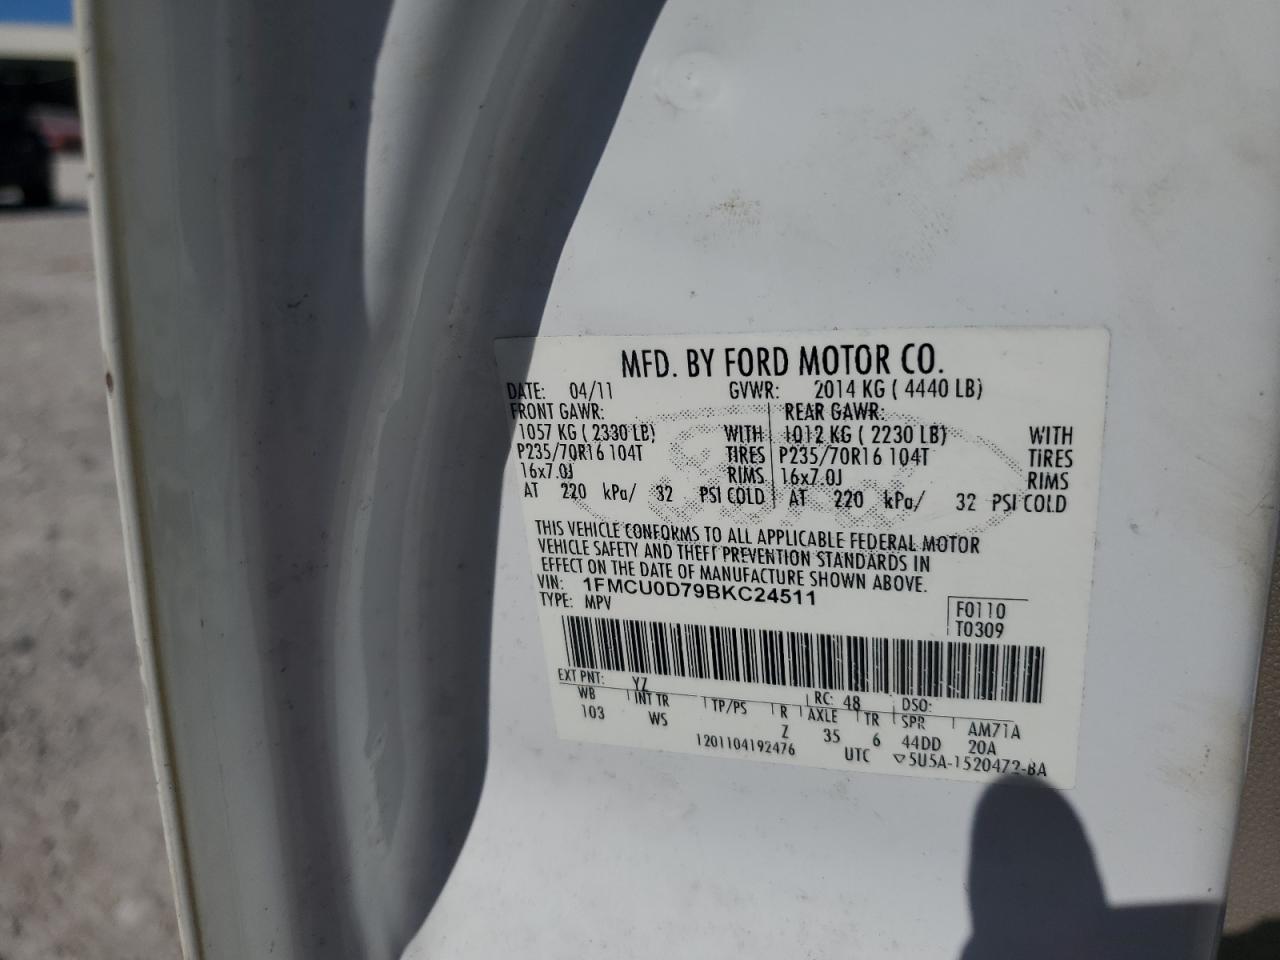 MFD. BY FORD MOTOR CO.
DATE: 04/11 GVWR: 2014 KG ( 4440 LB)
FRONT GAWR: REAR GAWR:
1057 KG ( 2330 LB) WITH 1012 KG ( 2230 LB) WITH
P235/70R16 104T TIRES P235/70R16 104T TIRES
16x7.0J RIMS 16x7.0J RIMS
AT 220 kPa/ 32 PSI COLD AT 220 kPa/ 32 PSI COLD
THIS VEHICLE CONFORMS TO ALL APPLICABLE FEDERAL MOTOR
VEHICLE SAFETY AND THEFT PREVENTION STANDARDS IN
EFFECT ON THE DATE OF MANUFACTURE SHOWN ABOVE.
VIN: 1FMCU0D79BKC24511
TYPE: MPV
F0110
T0309
EXT PNT: YZ RC: 48 DSO:
WB INT TR TP/PS R AXLE TR SPR AM71A
103 WS Z 35 6 44DD 20A
1201104192476 UTC ▽5U5A-1520472-BA